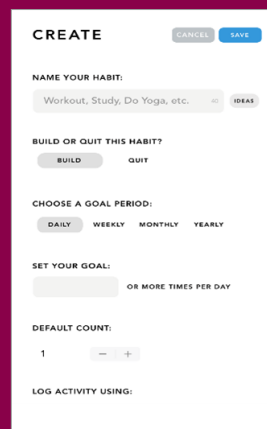 CREATE CANCEL SAVE
NAME YOUR HABIT:
Workout, Study, Do Yoga, etc. 40 IDEAS
BUILD OR QUIT THIS HABIT?
BUILD QUIT
CHOOSE A GOAL PERIOD:
DAILY WEEKLY MONTHLY YEARLY
SET YOUR GOAL:
OR MORE TIMES PER DAY
DEFAULT COUNT:
1 − +
LOG ACTIVITY USING: